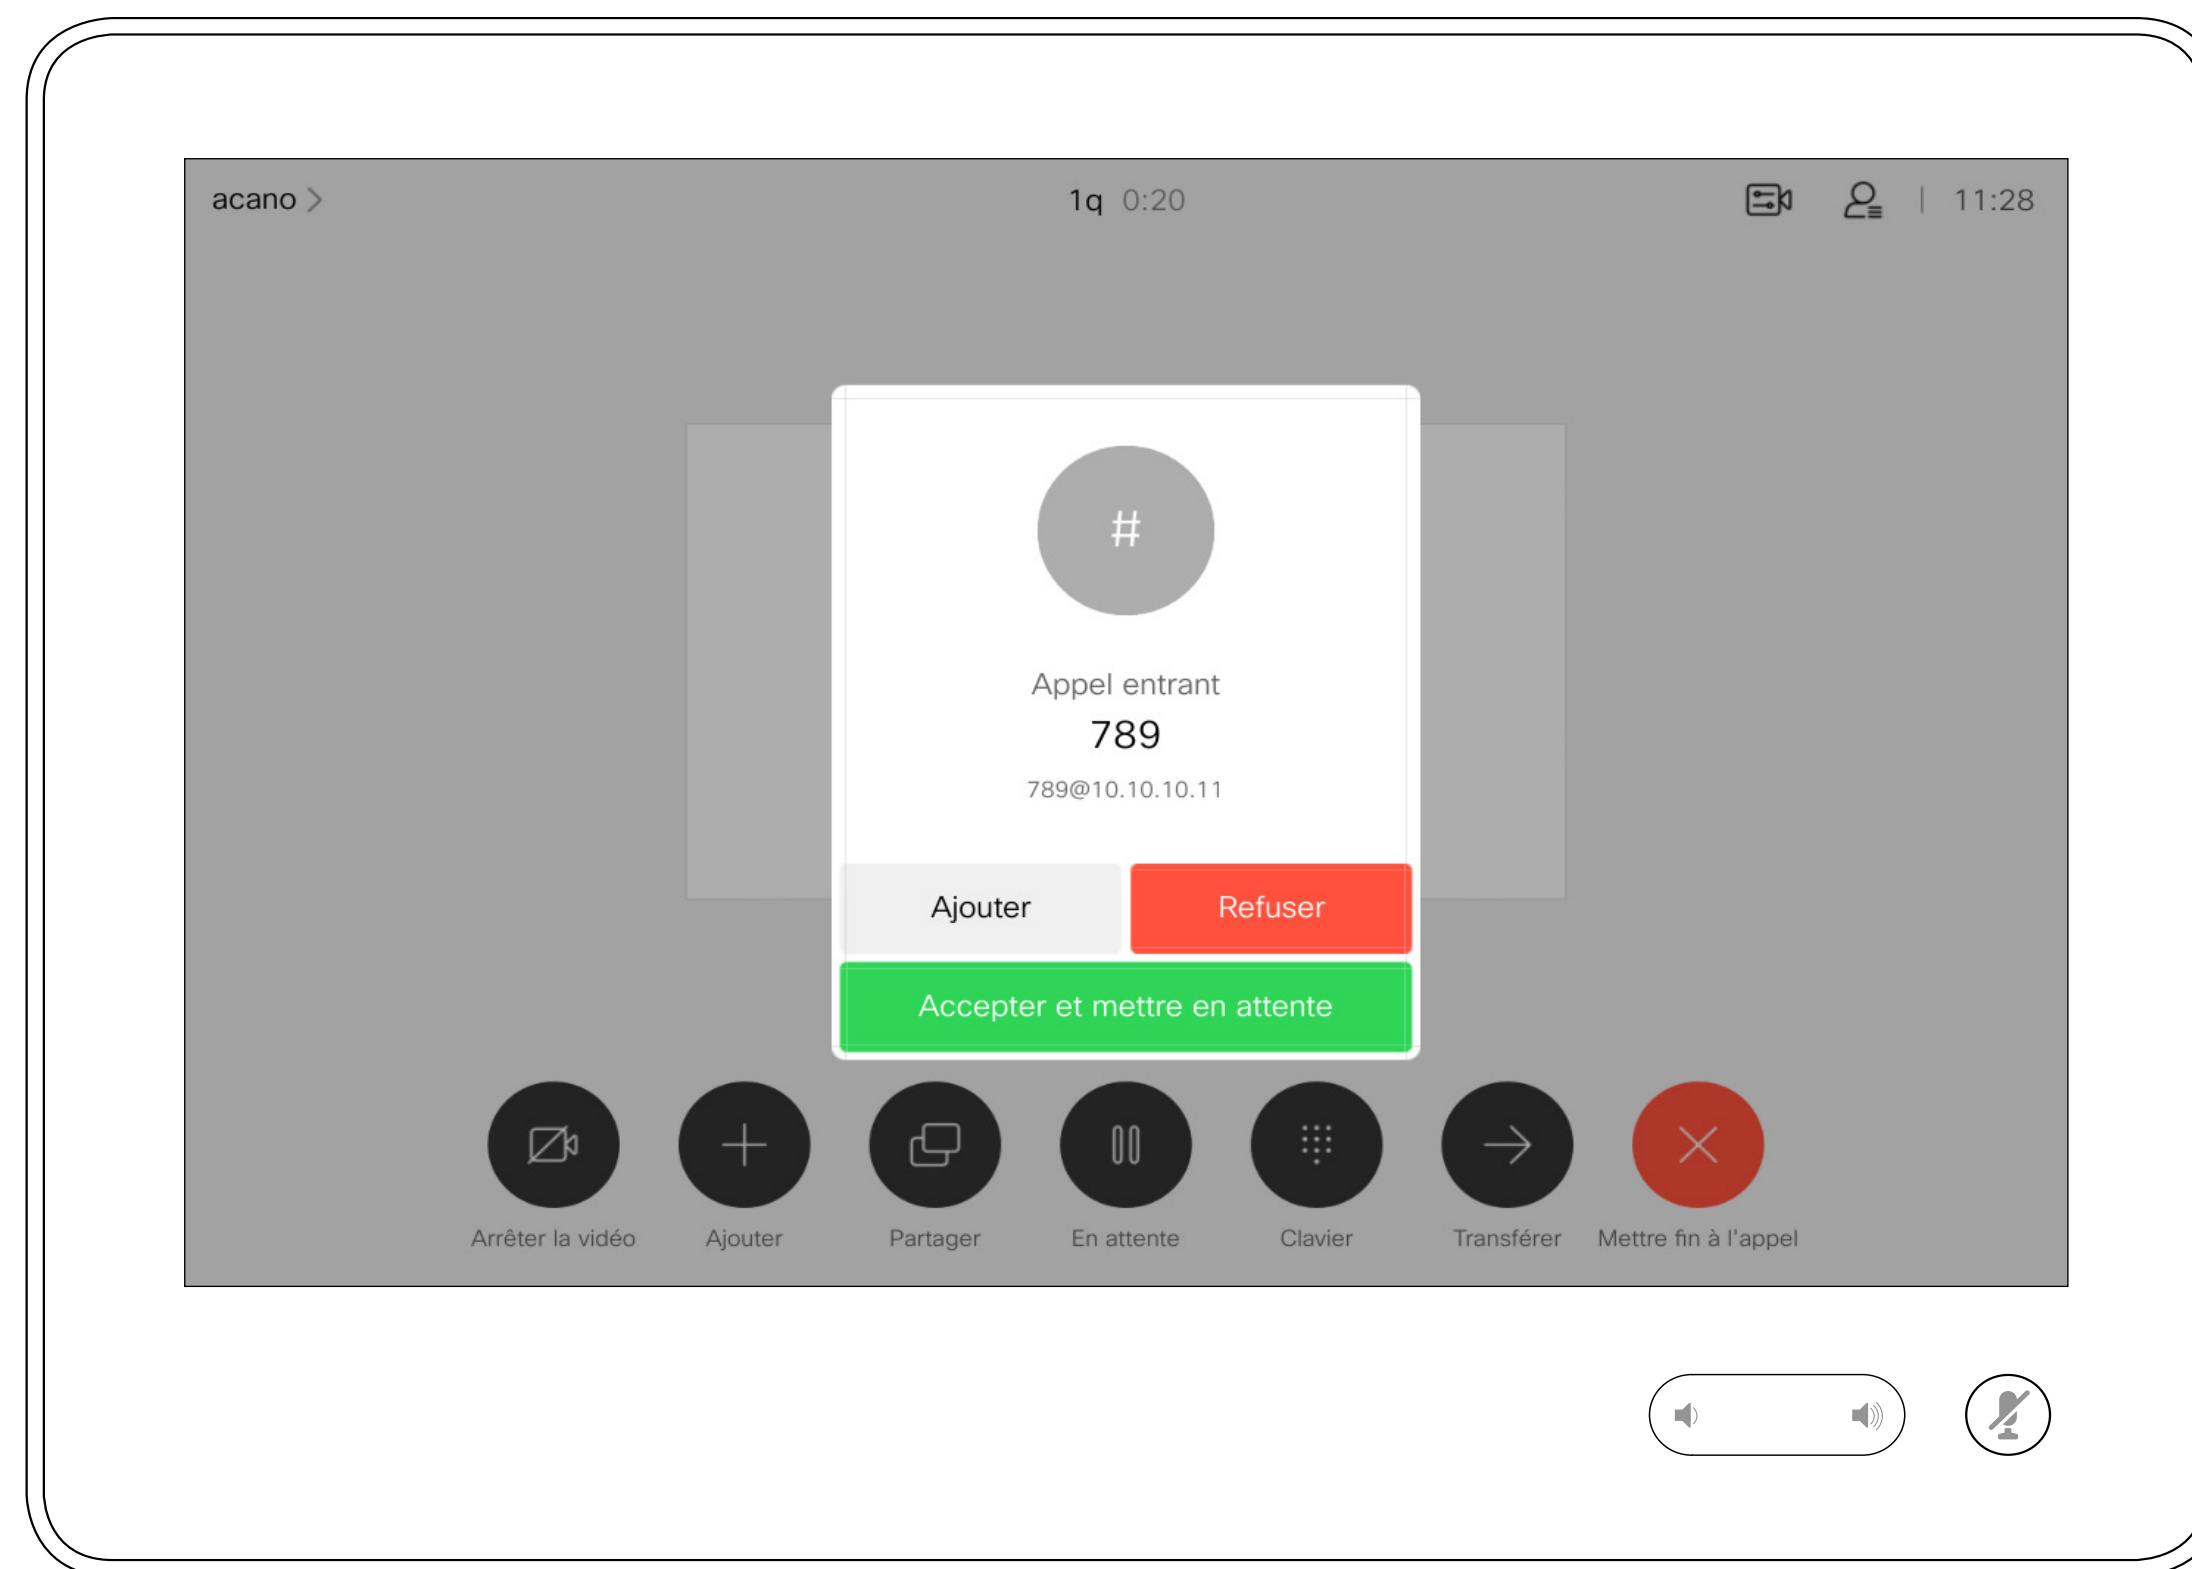 acano
1q 0:20
11:28
#
Appel entrant
789
789@10.10.10.11
Ajouter
Refuser
Accepter et mettre en attente
Arrêter la vidéo
Ajouter
Partager
En attente
Clavier
Transférer
Mettre fin à l'appel